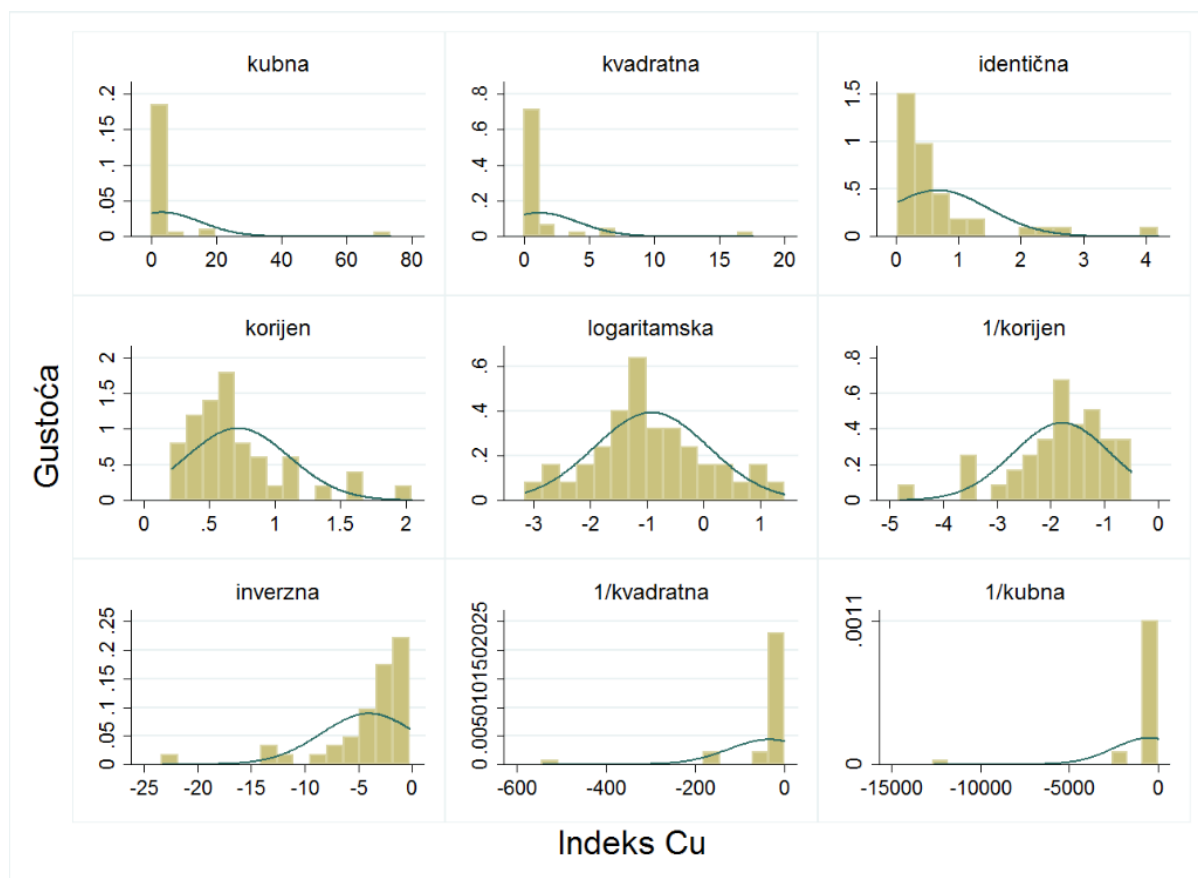 kubna
0 .05 .1 .15 .2
0 20 40 60 80
kvadratna
0 .2 .4 .6 .8
0 5 10 15 20
identična
0 .5 1 1.5
0 1 2 3 4
korijen
0 .5 1 1.5 2
0 .5 1 1.5 2
logaritamska
0 .2 .4 .6
-3 -2 -1 0 1
1/korijen
0 .2 .4 .6 .8
-5 -4 -3 -2 -1 0
inverzna
0 .05 .1 .15 .2 .25
-25 -20 -15 -10 -5 0
1/kvadratna
0 .005.01.015.02.025
-600 -400 -200 0
1/kubna
0 .0011
-15000 -10000 -5000 0
Gustoća
Indeks Cu